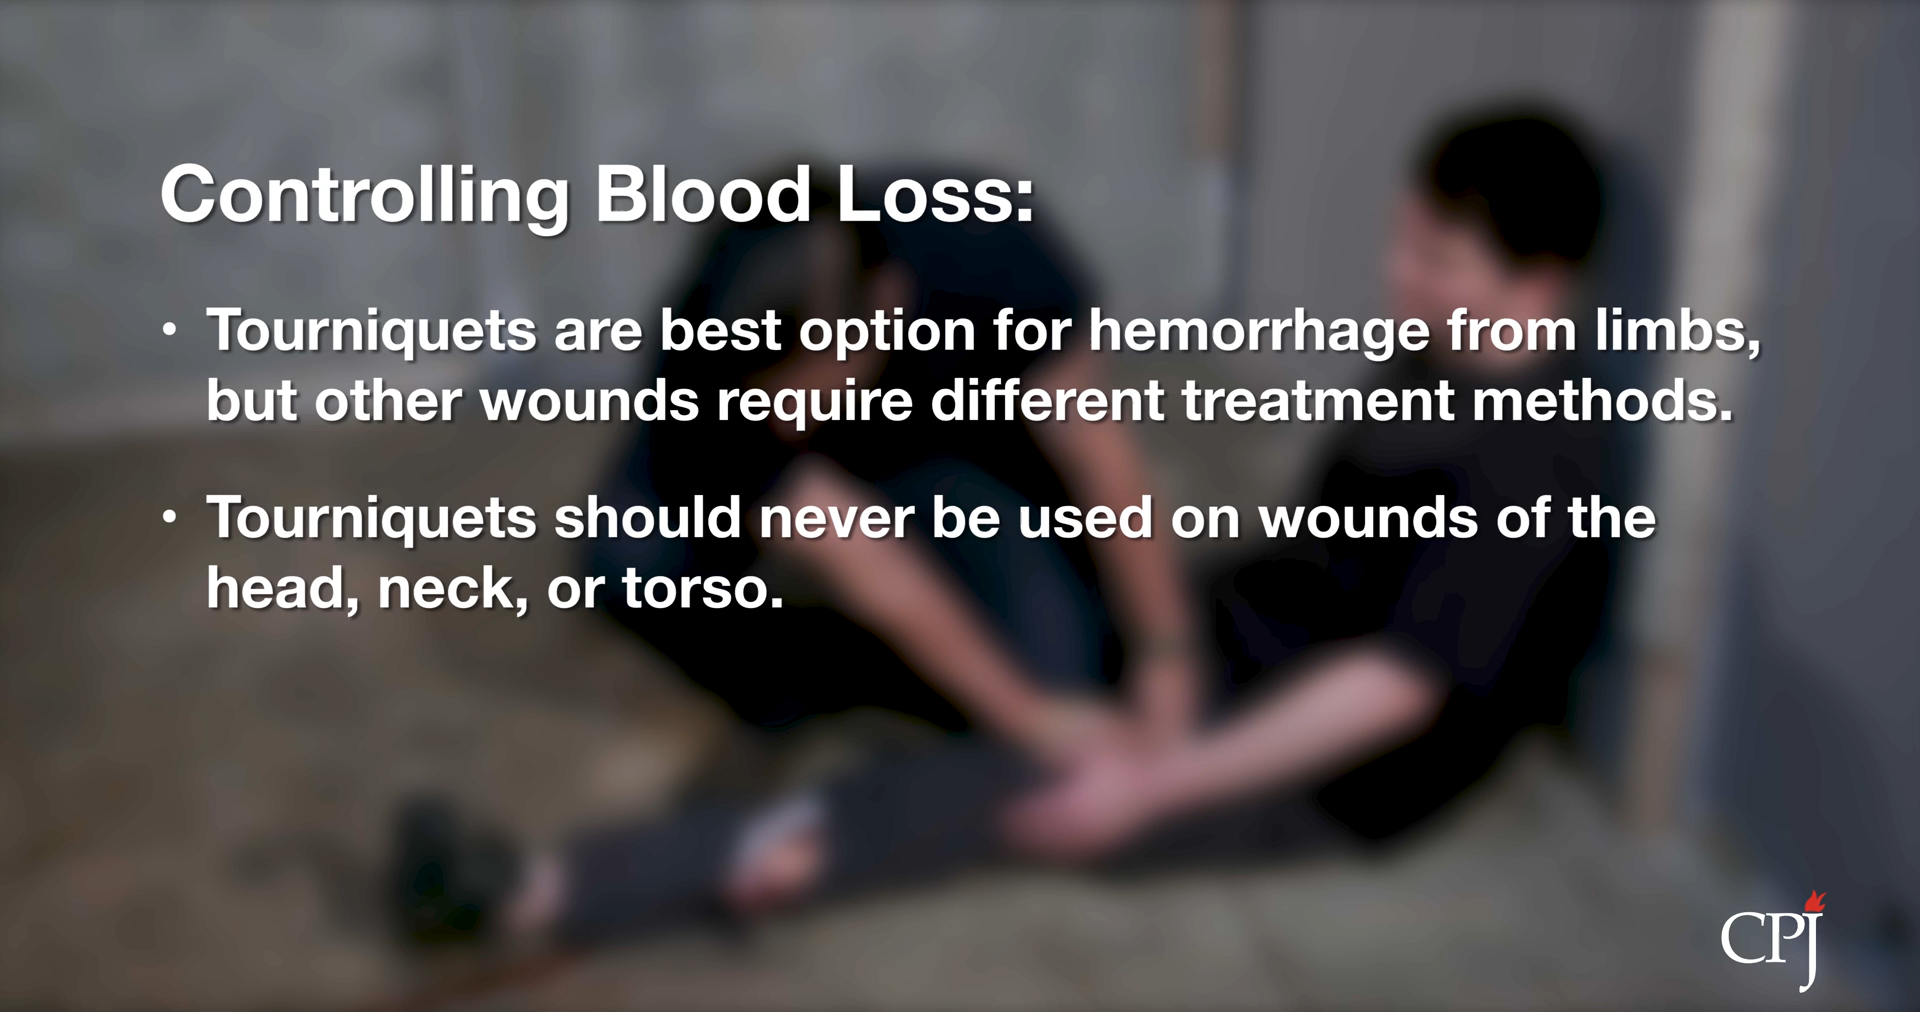 Controlling Blood Loss:
• Tourniquets are best option for hemorrhage from limbs,
but other wounds require different treatment methods.
• Tourniquets should never be used on wounds of the
head, neck, or torso.
CPJ